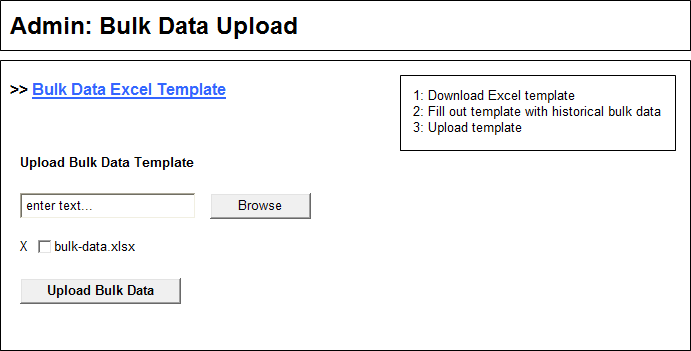 Admin: Bulk Data Upload
>> Bulk Data Excel Template
1: Download Excel template
2: Fill out template with historical bulk data
3: Upload template
Upload Bulk Data Template
enter text...
Browse
X bulk-data.xlsx
Upload Bulk Data